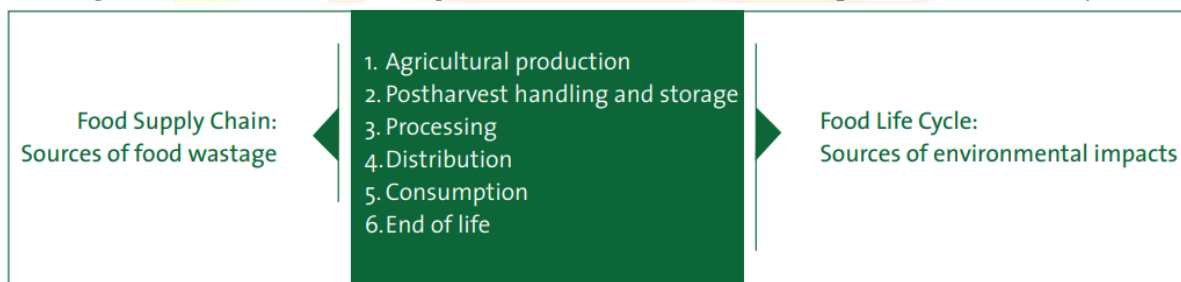 Food Supply Chain:
Sources of food wastage
1. Agricultural production
2. Postharvest handling and storage
3. Processing
4. Distribution
5. Consumption
6. End of life
Food Life Cycle:
Sources of environmental impacts